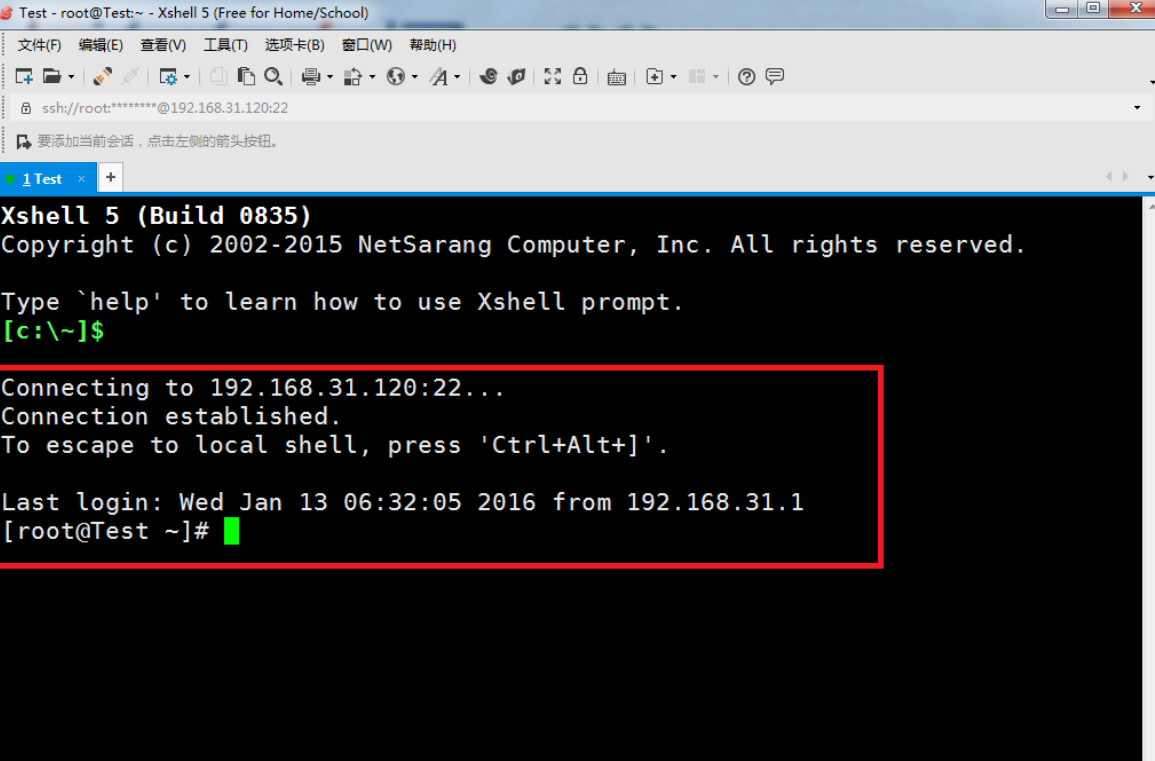 Test - root@Test:~ - Xshell 5 (Free for Home/School)
文件(F) 编辑(E) 查看(V) 工具(T) 选项卡(B) 窗口(W) 帮助(H)
ssh://root:********@192.168.31.120:22
要添加当前会话，点击左侧的箭头按钮。
1 Test × +
Xshell 5 (Build 0835)
Copyright (c) 2002-2015 NetSarang Computer, Inc. All rights reserved.
Type `help' to learn how to use Xshell prompt.
[c:\~]$
Connecting to 192.168.31.120:22...
Connection established.
To escape to local shell, press 'Ctrl+Alt+]'.
Last login: Wed Jan 13 06:32:05 2016 from 192.168.31.1
[root@Test ~]#